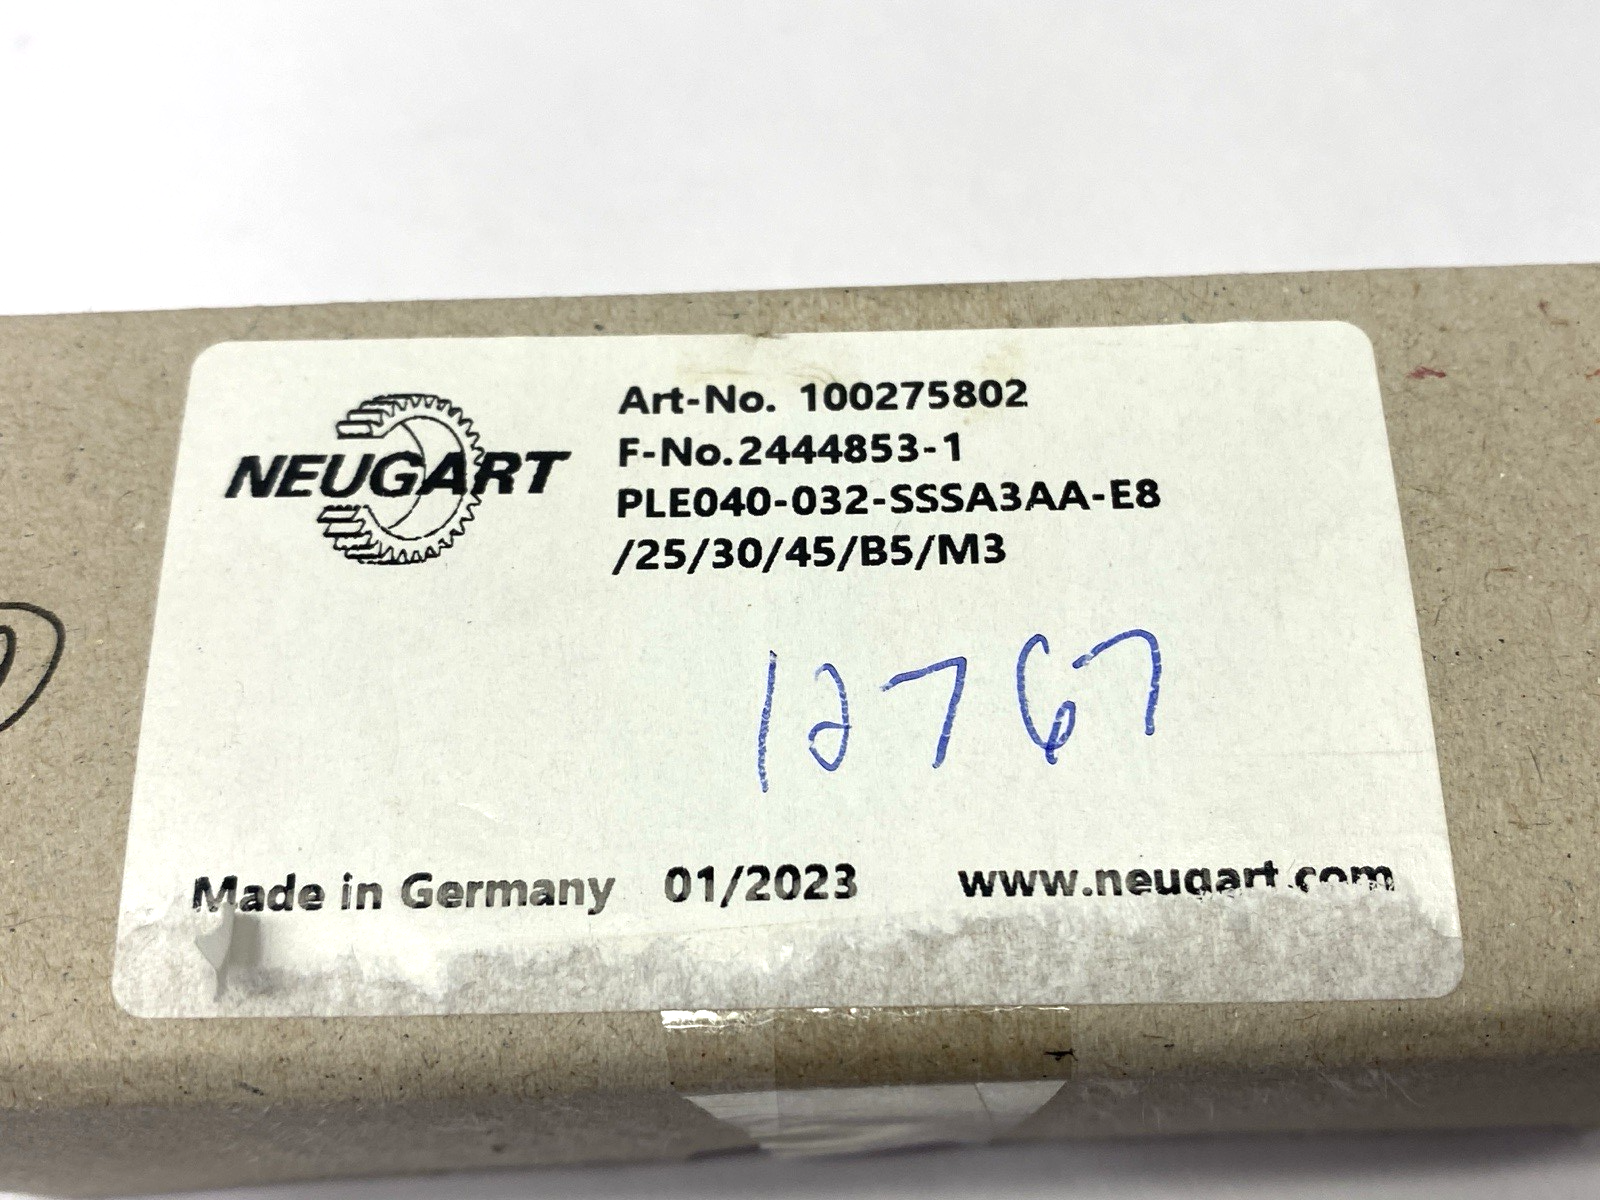 NEUGART
Art-No. 100275802
F-No.2444853-1
PLE040-032-SSSA3AA-E8
/25/30/45/B5/M3
12767
Made in Germany 01/2023 www.neugart.com